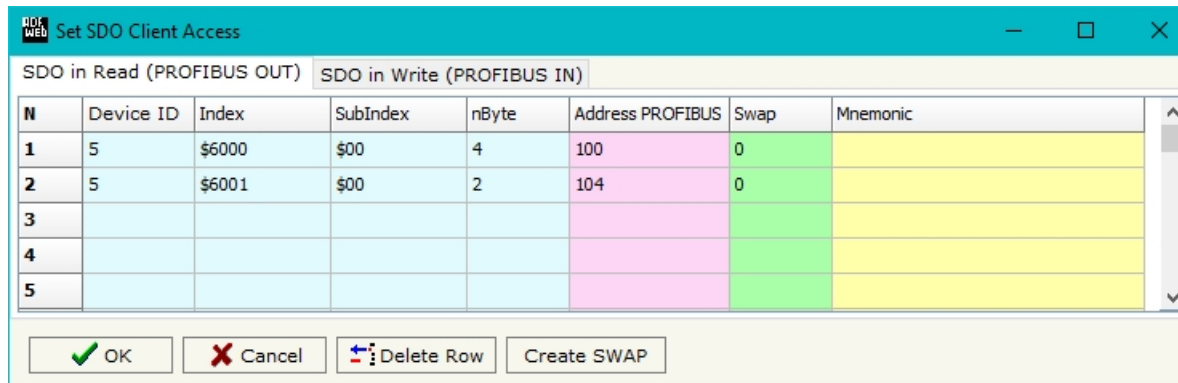 ADF WEB Set SDO Client Access
SDO in Read (PROFIBUS OUT) SDO in Write (PROFIBUS IN)
N Device ID Index SubIndex nByte Address PROFIBUS Swap Mnemonic
1 5 $6000 $00 4 100 0
2 5 $6001 $00 2 104 0
3
4
5
OK Cancel Delete Row Create SWAP